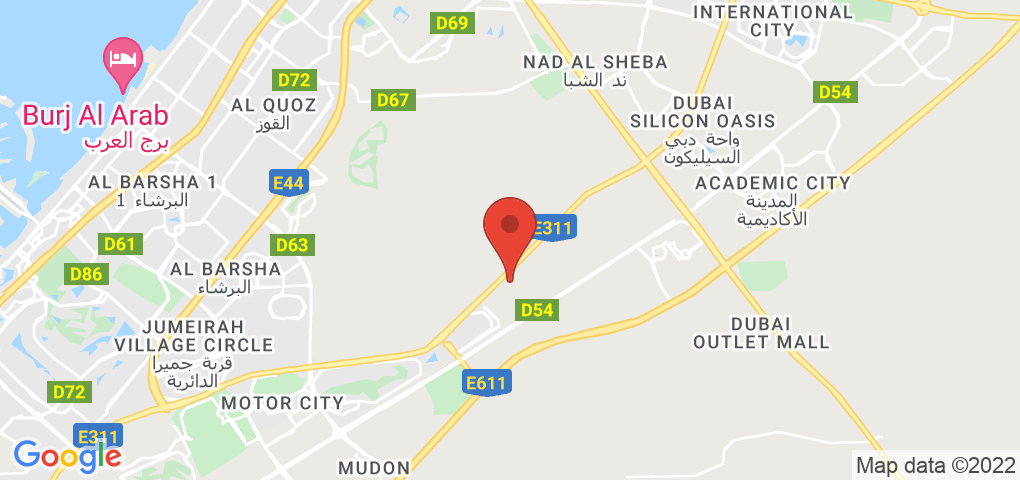 D69
INTERNATIONAL
CITY
NAD AL SHEBA
ند الشبا
D72
D67
D54
Burj Al Arab
برج العرب
AL QUOZ
القوز
DUBAI
SILICON OASIS
واحة دبي
السيليكون
AL BARSHA 1
البرشاء 1
E44
ACADEMIC CITY
المدينة
الأكاديمية
E311
D61
D63
D86
AL BARSHA
البرشاء
D54
JUMEIRAH
VILLAGE CIRCLE
قرية جميرا
الدائرية
DUBAI
OUTLET MALL
D72
E611
MOTOR CITY
E311
Google
MUDON
Map data ©2022